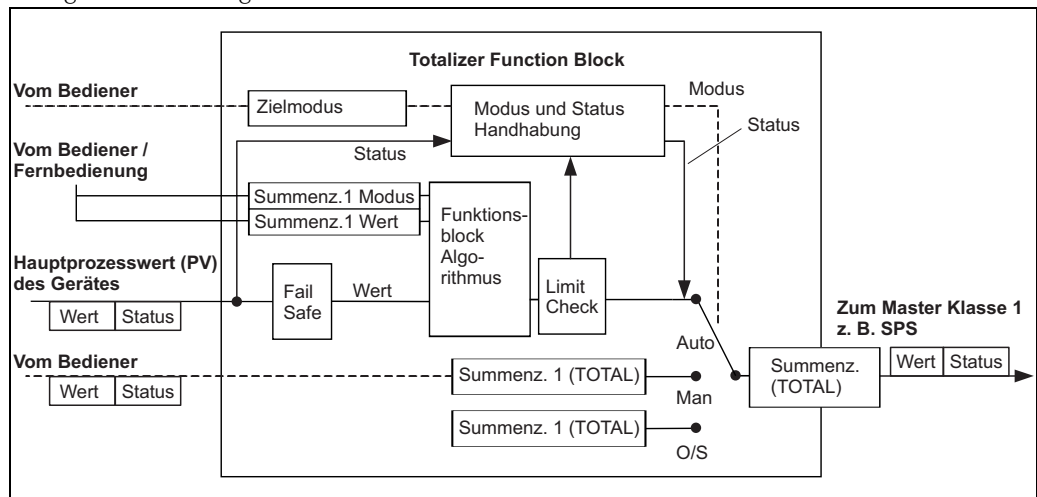 Totalizer Function Block
Vom Bediener
Zielmodus
Modus und Status
Handhabung
Modus
Status
Vom Bediener /
Fernbedienung
Status
Summenz.1 Modus
Summenz.1 Wert
Funktions-
block
Algo-
rithmus
Hauptprozesswert (PV)
des Gerätes
Wert Status
Fail
Safe
Wert
Limit
Check
Zum Master Klasse 1
z. B. SPS
Auto
Summenz.
(TOTAL)
Wert Status
Vom Bediener
Wert Status
Summenz. 1 (TOTAL)
Man
Summenz. 1 (TOTAL)
O/S